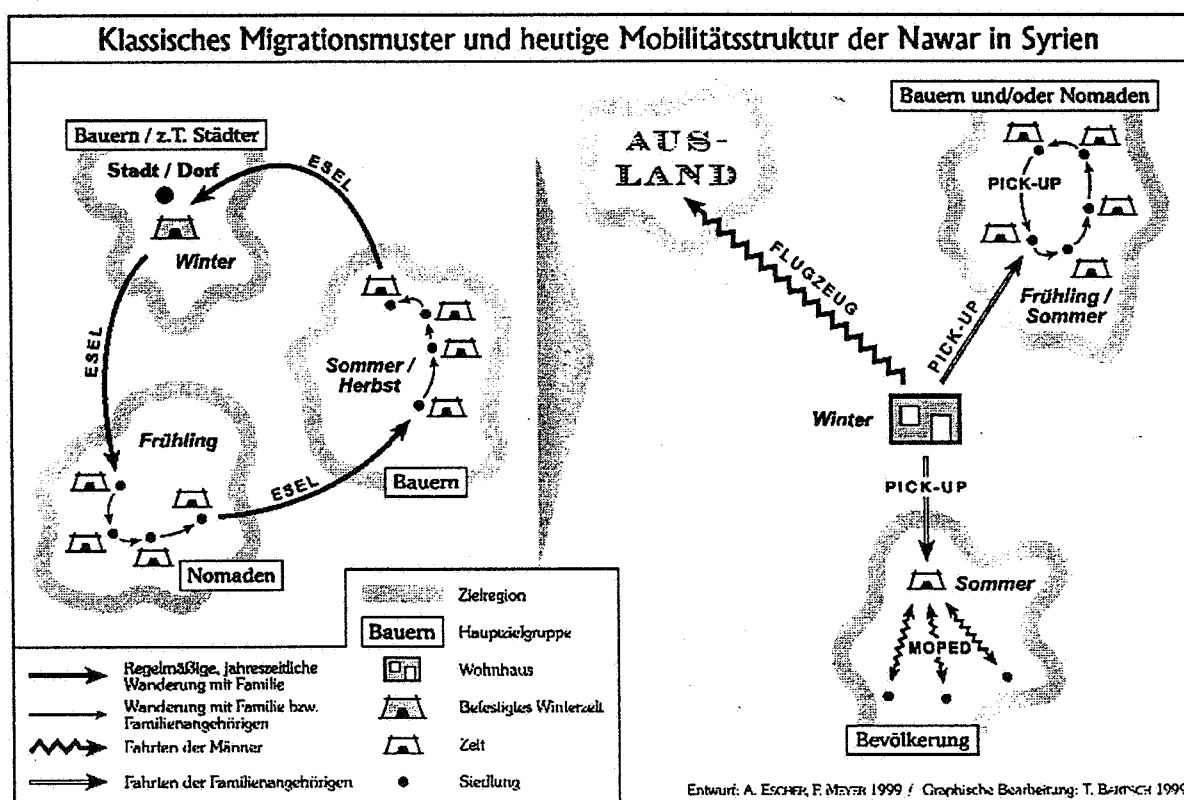 Klassisches Migrationsmuster und heutige Mobilitätsstruktur der Nawar in Syrien
Bauern / z.T. Städter
Stadt / Dorf
Winter
ESEL
ESEL
Sommer /
Herbst
Bauern
Frühling
ESEL
Nomaden
AUS-
LAND
FLUGZEUG
Bauern und/oder Nomaden
PICK-UP
Frühling /
Sommer
PICK-UP
Winter
PICK-UP
Sommer
MOPED
Bevölkerung
Regelmäßige, jahreszeitliche
Wanderung mit Familie
Wanderung mit Familie bzw.
Familienangehörigen
Fahrten der Männer
Fahrten der Familienangehörigen
Zielregion
Bauern
Hauptzielgruppe
Wohnhaus
Befestigtes Winterzelt
Zelt
Siedlung
Entwurf: A. ESCHER, F. MEYER 1999 / Graphische Bearbeitung: T. BARTSCH 1999